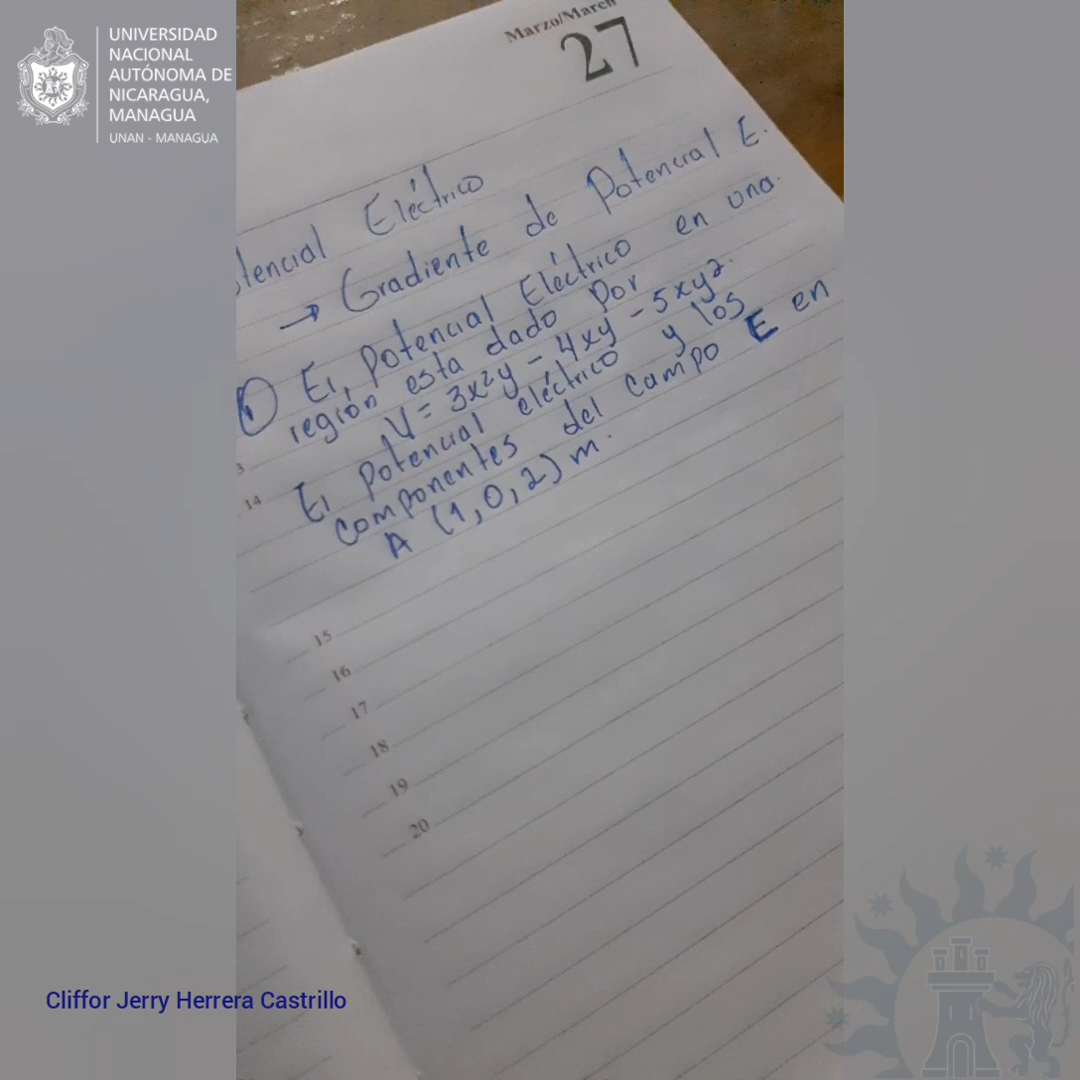 UNIVERSIDAD
NACIONAL
AUTÓNOMA DE
NICARAGUA,
MANAGUA
UNAN - MANAGUA
Marzo/March
27
tencial Eléctrico
→ Gradiente de Potencial E.
1 El, Potencial Eléctrico en una.
región esta dado por
V = 3x²y - 4xy - 5xy².
El potencial eléctrico y los
componentes del campo E en
A (1, 0, 2) m.
3
14
15
16
17
18
19
20
Cliffor Jerry Herrera Castrillo